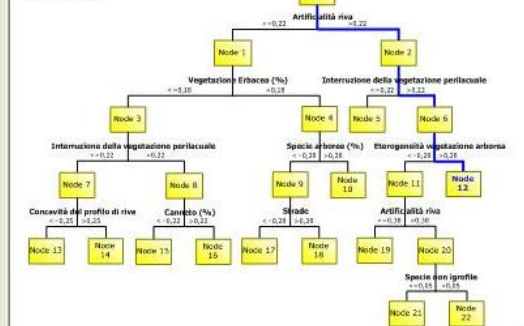 Artificialità riva
<=0,22 >0,22
Node 1 Node 2
Vegetazione Erbacea (%) Interruzione della vegetazione perilacuale
<=0,18 >0,18 <=0,22 >0,22
Node 3 Node 4 Node 5 Node 6
Interruzione della vegetazione perilacuale Specie arboree (%) Eterogeneità vegetazione arborea
<=0,22 >0,22 <=0,28 >0,28 <=0,28 >0,28
Node 7 Node 8 Node 9 Node 10 Node 11 Node 12
Concavità del profilo di riva Canneto (%) Strade Artificialità riva
<=0,25 >0,25 <=0,22 >0,22 <=0,28 >0,28 <=0,38 >0,38
Node 13 Node 14 Node 15 Node 16 Node 17 Node 18 Node 19 Node 20
Specie non igrofile
<=0,05 >0,05
Node 21 Node 22